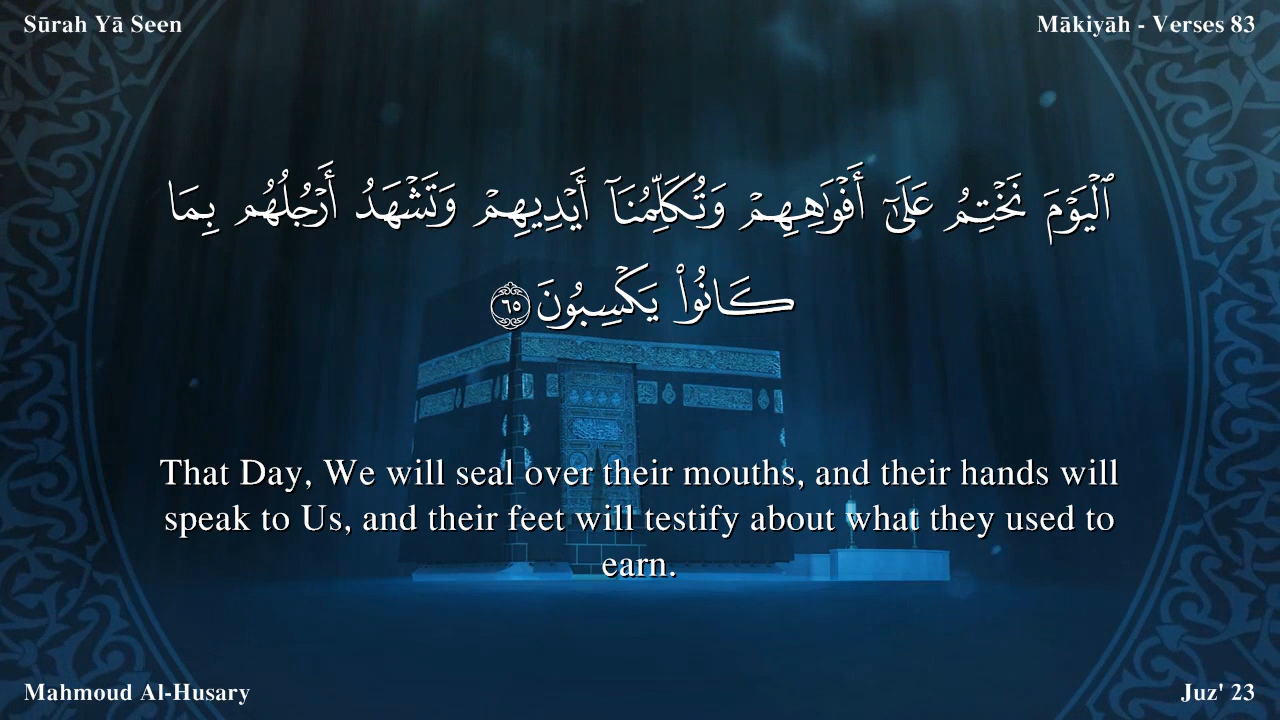 Sūrah Yā Seen
Mākiyāh - Verses 83
ٱلْيَوْمَ نَخْتِمُ عَلَىٰٓ أَفْوَٰهِهِمْ وَتُكَلِّمُنَآ أَيْدِيهِمْ وَتَشْهَدُ أَرْجُلُهُم بِمَا
كَانُوا۟ يَكْسِبُونَ ٦٥
That Day, We will seal over their mouths, and their hands will
speak to Us, and their feet will testify about what they used to
earn.
Mahmoud Al-Husary
Juz' 23